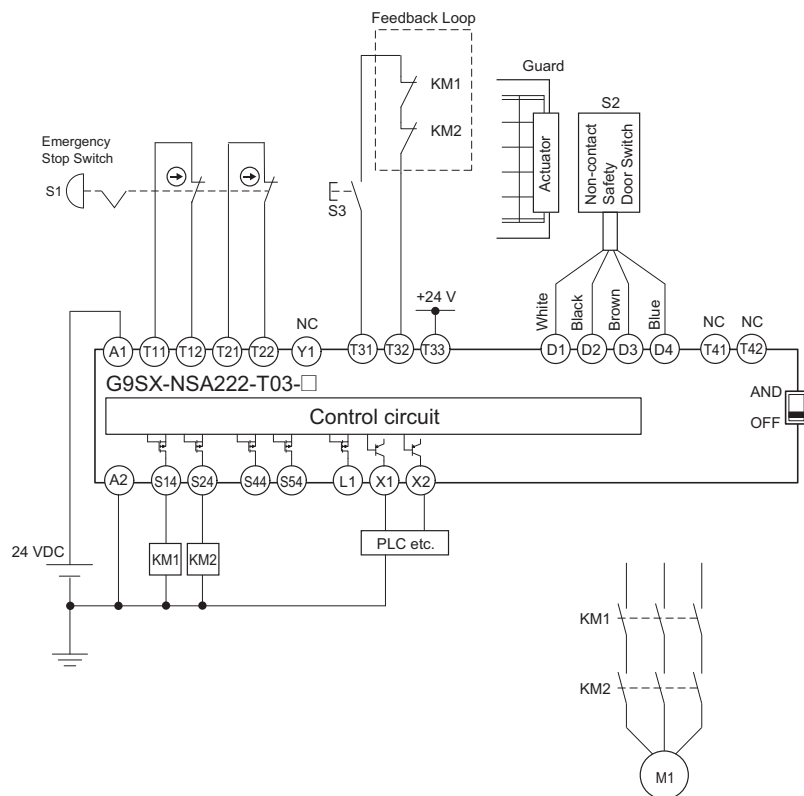 Feedback Loop
KM1
KM2
Guard
Actuator
S2
Non-contact
Safety
Door Switch
Emergency
Stop Switch
S1
S3
+24 V
White
Black
Brown
Blue
NC
NC
NC
A1
T11
T12
T21
T22
Y1
T31
T32
T33
D1
D2
D3
D4
T41
T42
G9SX-NSA222-T03-□
Control circuit
AND
OFF
A2
S14
S24
S44
S54
L1
X1
X2
24 VDC
KM1
KM2
PLC etc.
KM1
KM2
M1